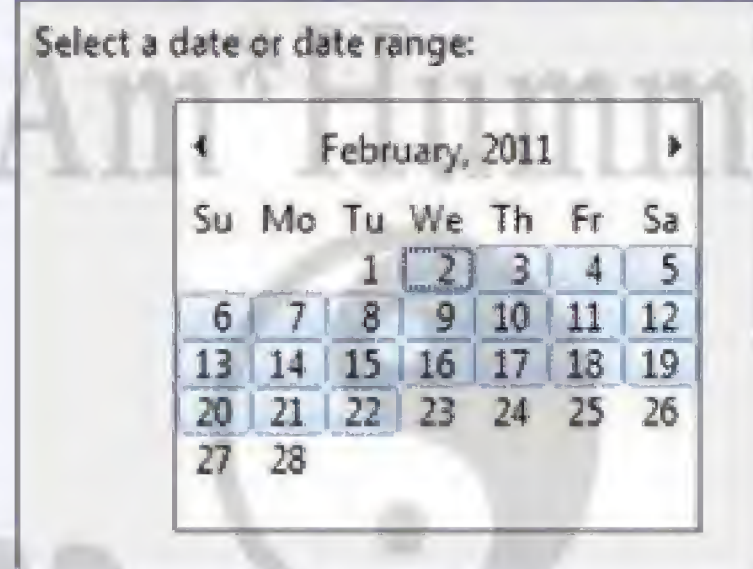 Select a date or date range:
February, 2011
Su Mo Tu We Th Fr Sa
1 2 3 4 5
6 7 8 9 10 11 12
13 14 15 16 17 18 19
20 21 22 23 24 25 26
27 28